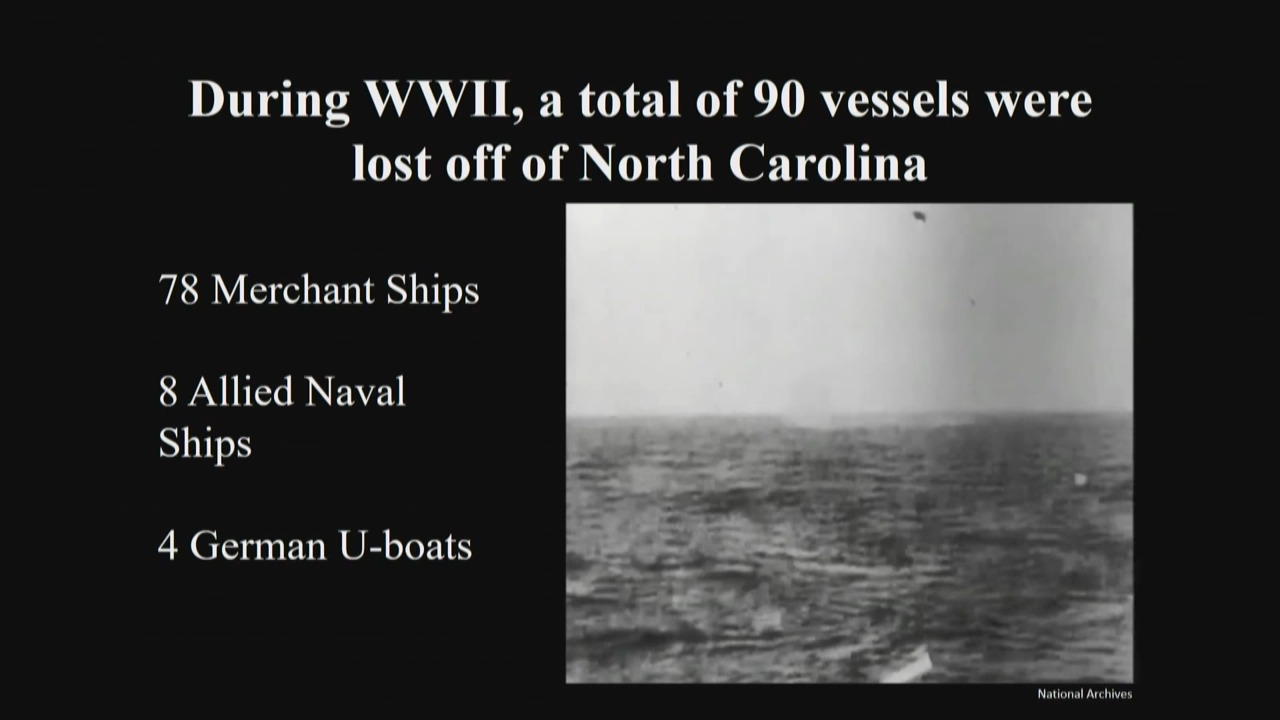 During WWII, a total of 90 vessels were
lost off of North Carolina
78 Merchant Ships
8 Allied Naval
Ships
4 German U-boats
National Archives